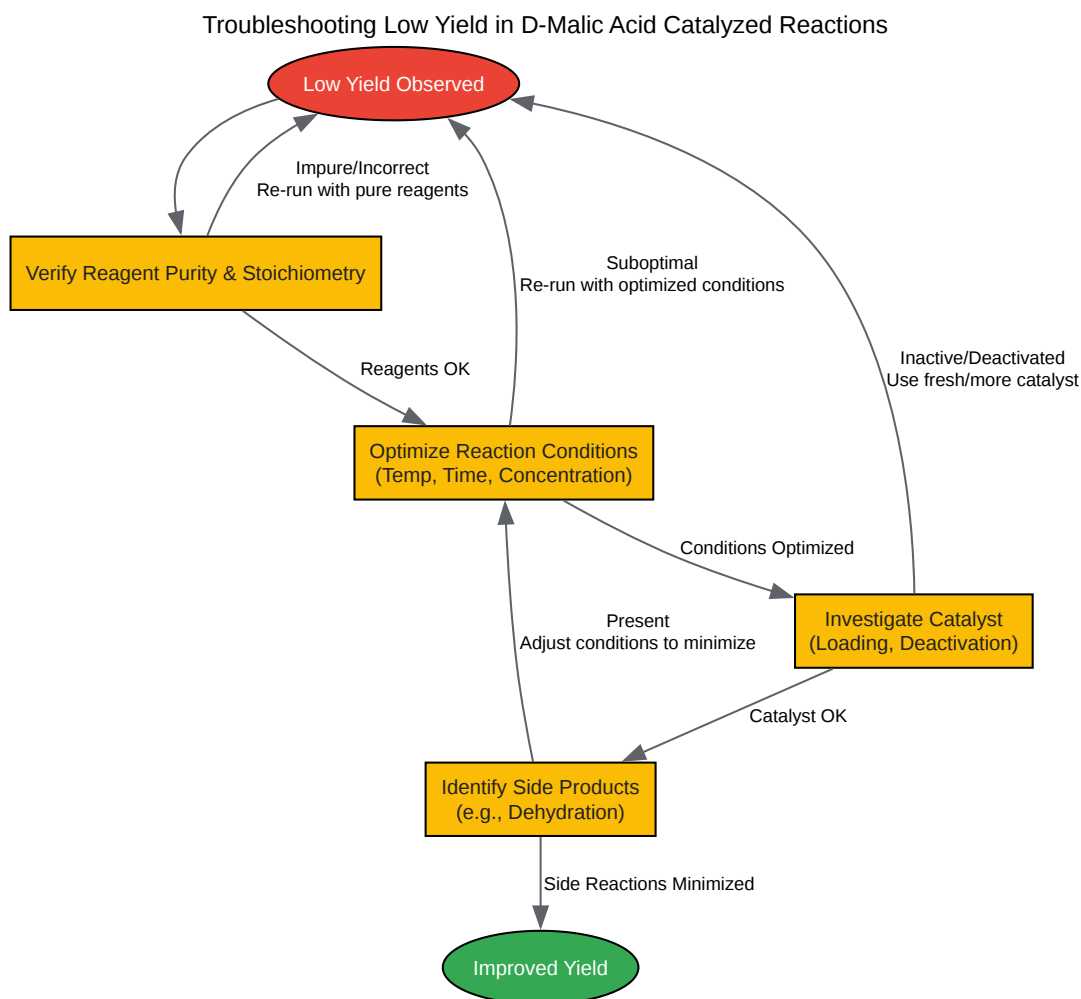 Troubleshooting Low Yield in D-Malic Acid Catalyzed Reactions
Low Yield Observed
Impure/Incorrect
Re-run with pure reagents
Verify Reagent Purity & Stoichiometry
Suboptimal
Re-run with optimized conditions
Inactive/Deactivated
Use fresh/more catalyst
Reagents OK
Optimize Reaction Conditions
(Temp, Time, Concentration)
Conditions Optimized
Investigate Catalyst
(Loading, Deactivation)
Present
Adjust conditions to minimize
Catalyst OK
Identify Side Products
(e.g., Dehydration)
Side Reactions Minimized
Improved Yield